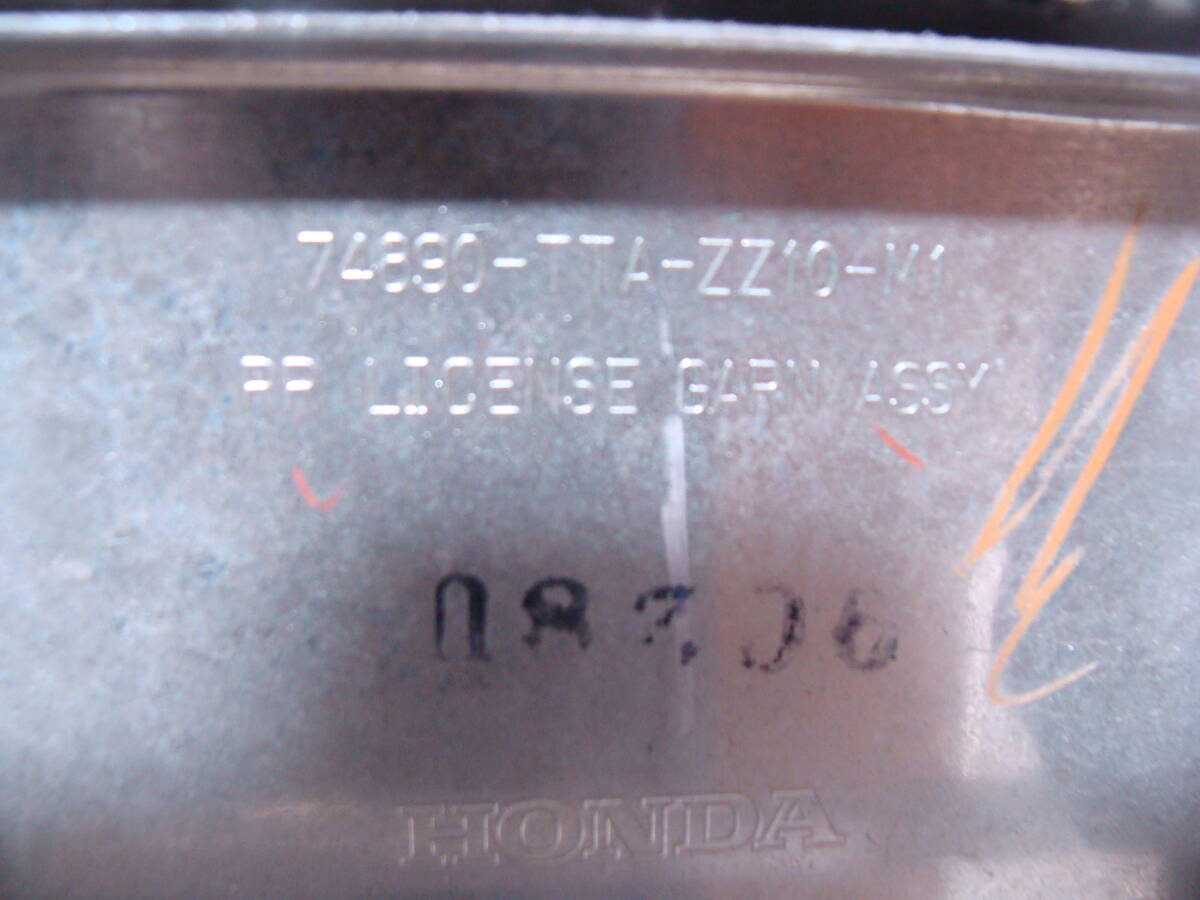 74890-TTA-ZZ10-M1
RR LICENSE GARN/ASSY
HONDA